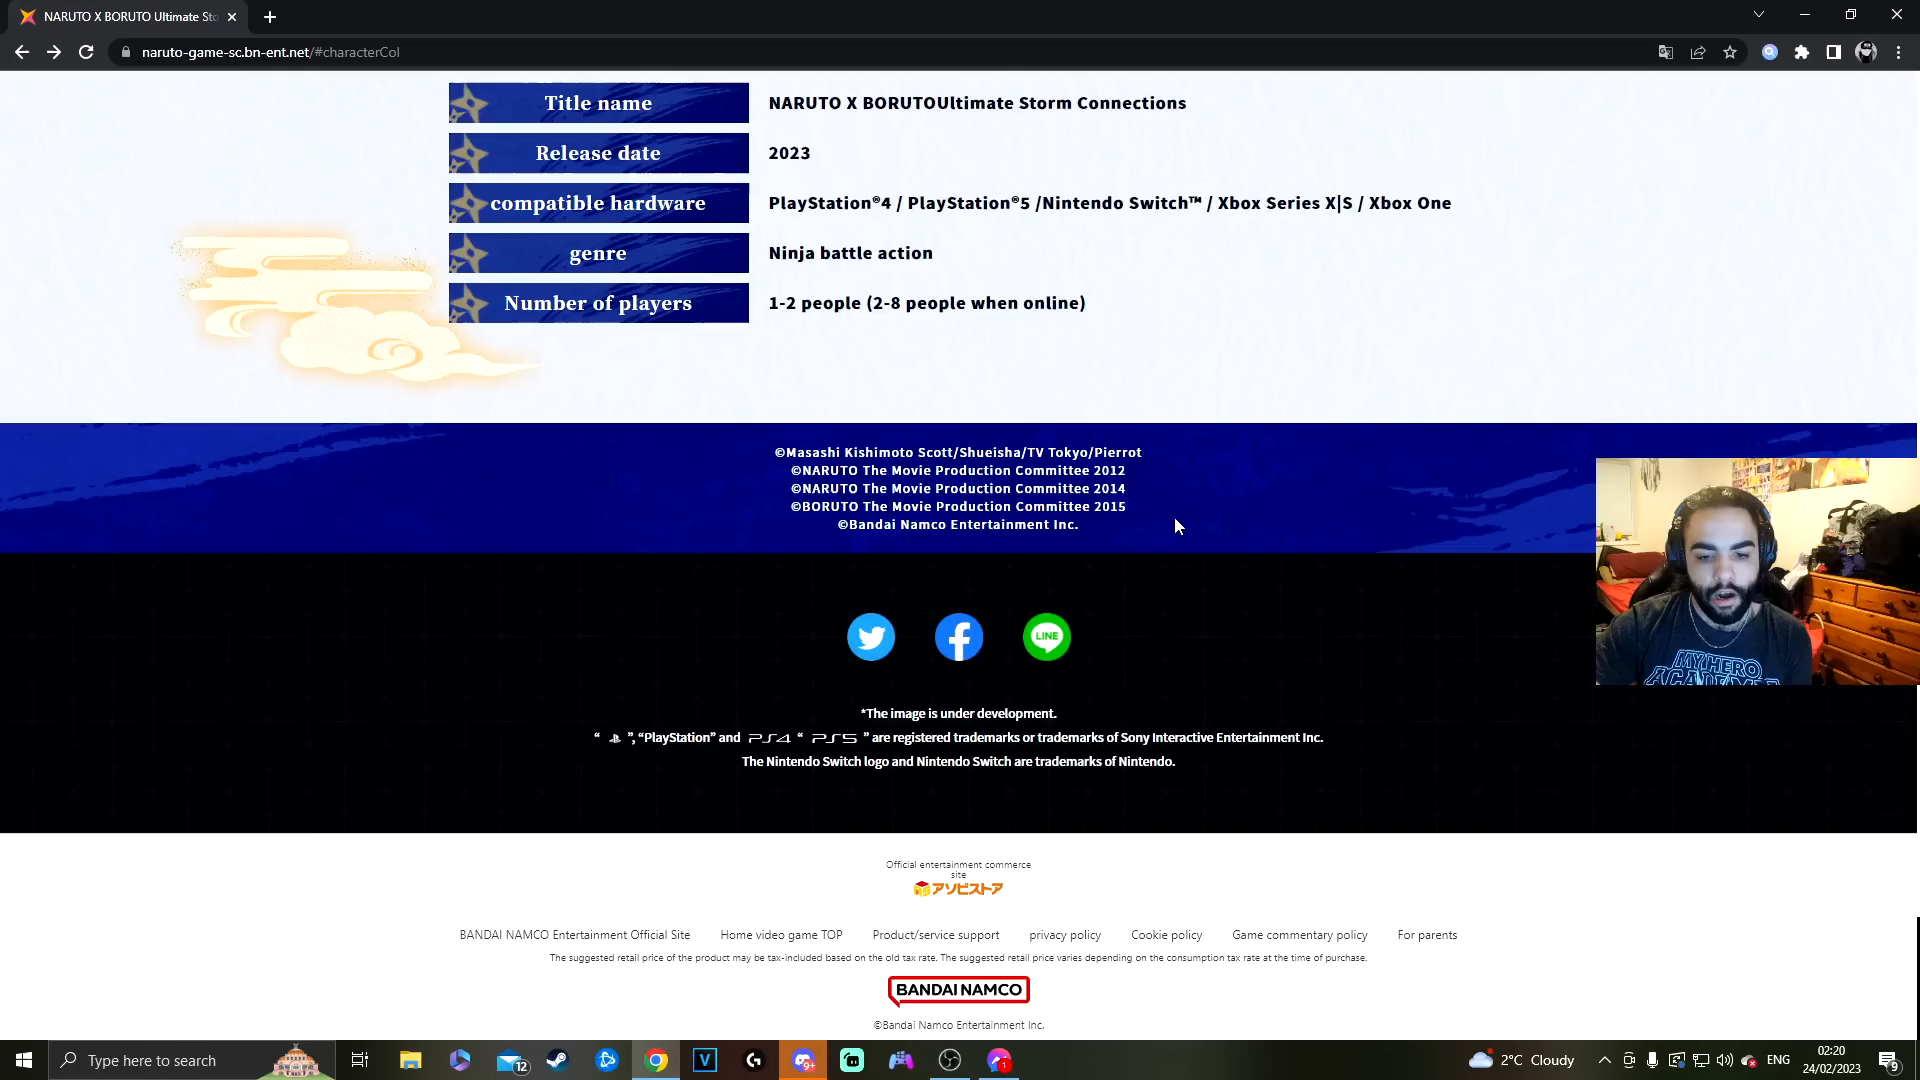 NARUTO X BORUTO Ultimate Sto
naruto-game-sc.bn-ent.net/#characterCol
Title name
NARUTO X BORUTOUltimate Storm Connections
Release date
2023
compatible hardware
PlayStation®4 / PlayStation®5 /Nintendo Switch™ / Xbox Series X|S / Xbox One
genre
Ninja battle action
Number of players
1-2 people (2-8 people when online)
©Masashi Kishimoto Scott/Shueisha/TV Tokyo/Pierrot
©NARUTO The Movie Production Committee 2012
©NARUTO The Movie Production Committee 2014
©BORUTO The Movie Production Committee 2015
©Bandai Namco Entertainment Inc.
MY HERO
ACADEMIA
LINE
*The image is under development.
“ ”, “PlayStation” and PS4 “ PS5 ” are registered trademarks or trademarks of Sony Interactive Entertainment Inc.
The Nintendo Switch logo and Nintendo Switch are trademarks of Nintendo.
Official entertainment commerce
site
アソビストア
BANDAI NAMCO Entertainment Official Site
Home video game TOP
Product/service support
privacy policy
Cookie policy
Game commentary policy
For parents
The suggested retail price of the product may be tax-included based on the old tax rate. The suggested retail price varies depending on the consumption tax rate at the time of purchase.
BANDAI NAMCO
©Bandai Namco Entertainment Inc.
Type here to search
12
V
9+
1
2°C Cloudy
ENG
02:20
24/02/2023
9